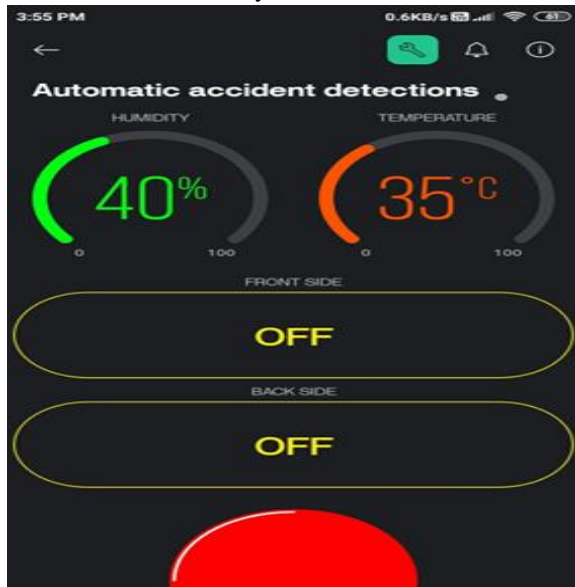 3:55 PM 0.6KB/s 61
Automatic accident detections
HUMIDITY TEMPERATURE
40% 35°C
0 100 0 100
FRONT SIDE
OFF
BACK SIDE
OFF